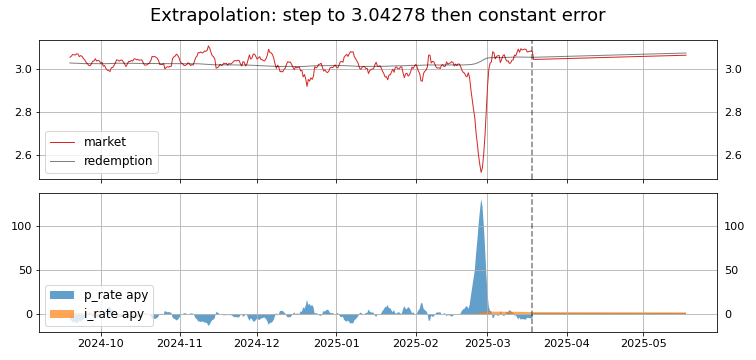 Extrapolation: step to 3.04278 then constant error
3.0 3.0
2.8 2.8
2.6 2.6
market
redemption
100 100
50 50
0 0
p_rate apy
i_rate apy
2024-10 2024-11 2024-12 2025-01 2025-02 2025-03 2025-04 2025-05